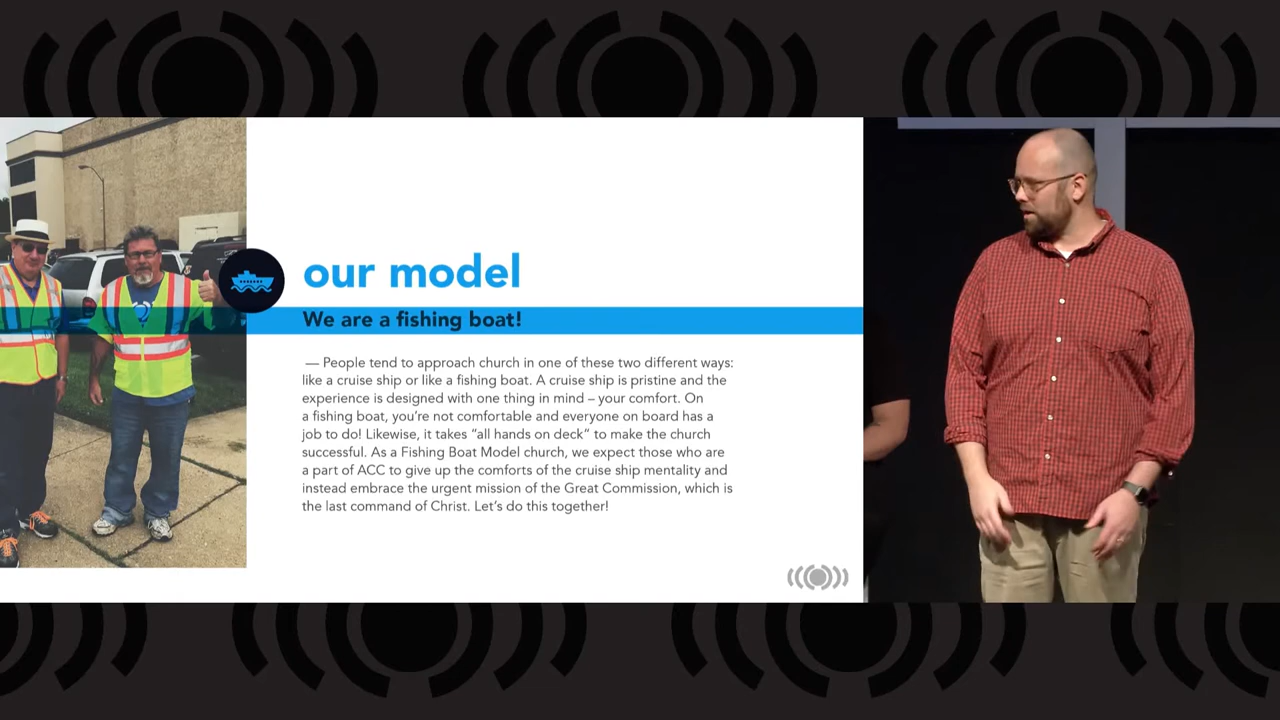 our model
We are a fishing boat!
— People tend to approach church in one of these two different ways:
like a cruise ship or like a fishing boat. A cruise ship is pristine and the
experience is designed with one thing in mind – your comfort. On
a fishing boat, you’re not comfortable and everyone on board has a
job to do! Likewise, it takes “all hands on deck” to make the church
successful. As a Fishing Boat Model church, we expect those who are
a part of ACC to give up the comforts of the cruise ship mentality and
instead embrace the urgent mission of the Great Commission, which is
the last command of Christ. Let’s do this together!